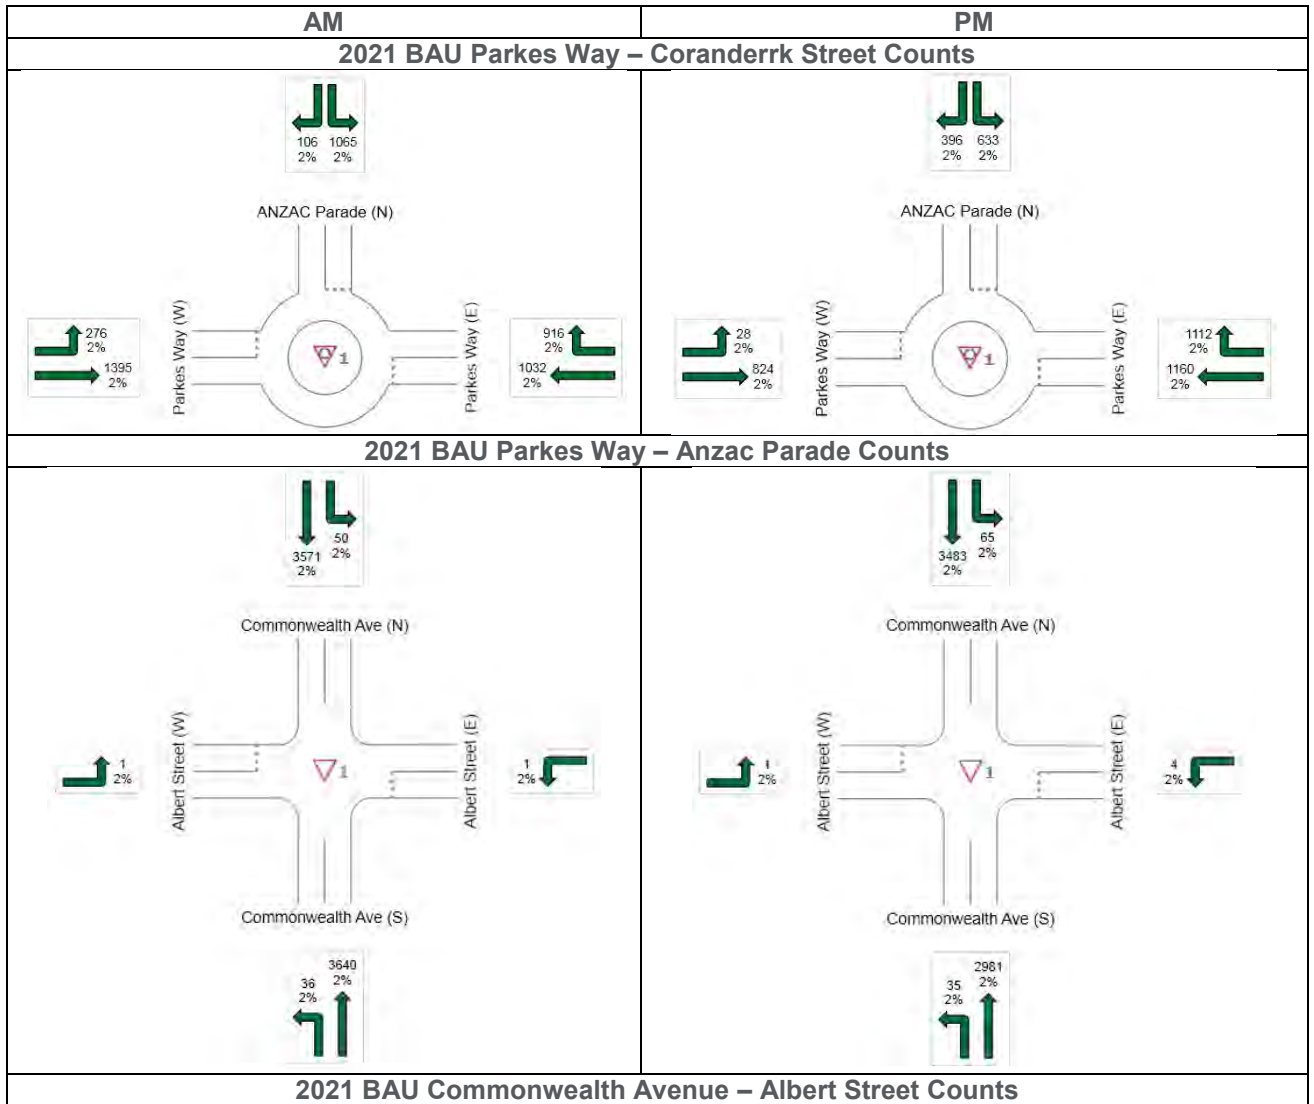 AM PM
2021 BAU Parkes Way – Coranderrk Street Counts
106 1065
2% 2%
ANZAC Parade (N)
Parkes Way (W)
Parkes Way (E)
276
2%
1395
2%
916
2%
1032
2%
1
396 633
2% 2%
ANZAC Parade (N)
Parkes Way (W)
Parkes Way (E)
28
2%
824
2%
1112
2%
1160
2%
1
2021 BAU Parkes Way – Anzac Parade Counts
50
2%
3571
2%
Commonwealth Ave (N)
Albert Street (W)
Albert Street (E)
1
2%
1
2%
1
Commonwealth Ave (S)
3640
2%
36
2%
65
2%
3483
2%
Commonwealth Ave (N)
Albert Street (W)
Albert Street (E)
1
2%
4
2%
1
Commonwealth Ave (S)
2981
2%
35
2%
2021 BAU Commonwealth Avenue – Albert Street Counts